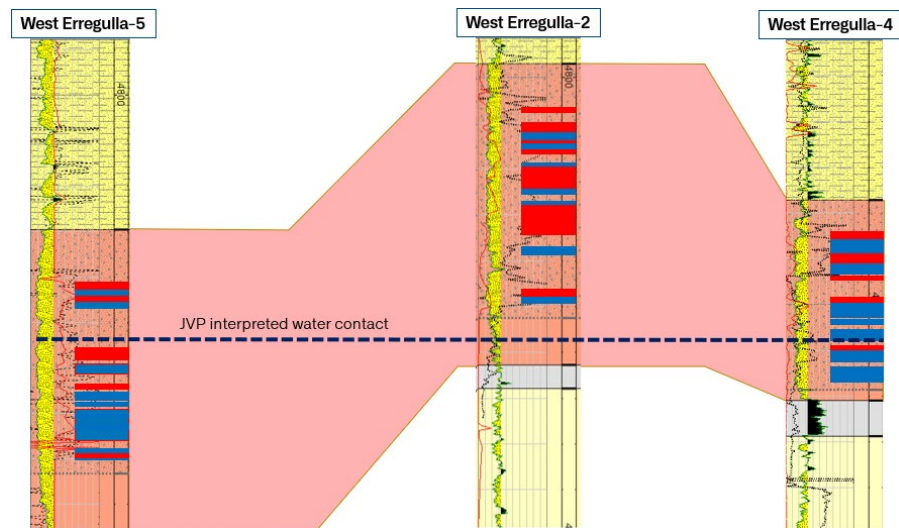 West Erregulla-5
West Erregulla-2
West Erregulla-4
4800
4800
JVP interpreted water contact